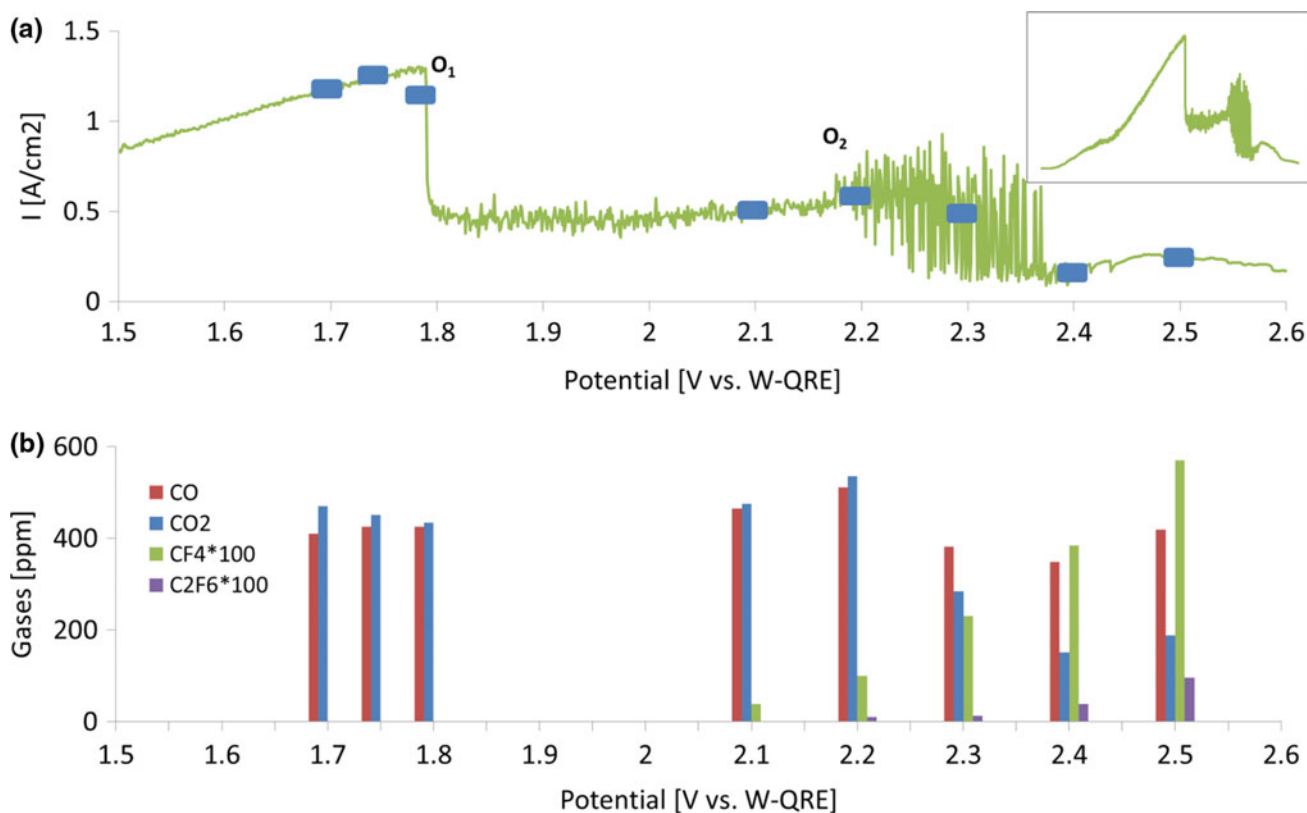 (a)
1.5
1
0.5
0
I [A/cm2]
O1
O2
1.5 1.6 1.7 1.8 1.9 2 2.1 2.2 2.3 2.4 2.5 2.6
Potential [V vs. W-QRE]
(b)
600
400
200
0
Gases [ppm]
CO
CO2
CF4*100
C2F6*100
1.5 1.6 1.7 1.8 1.9 2 2.1 2.2 2.3 2.4 2.5 2.6
Potential [V vs. W-QRE]